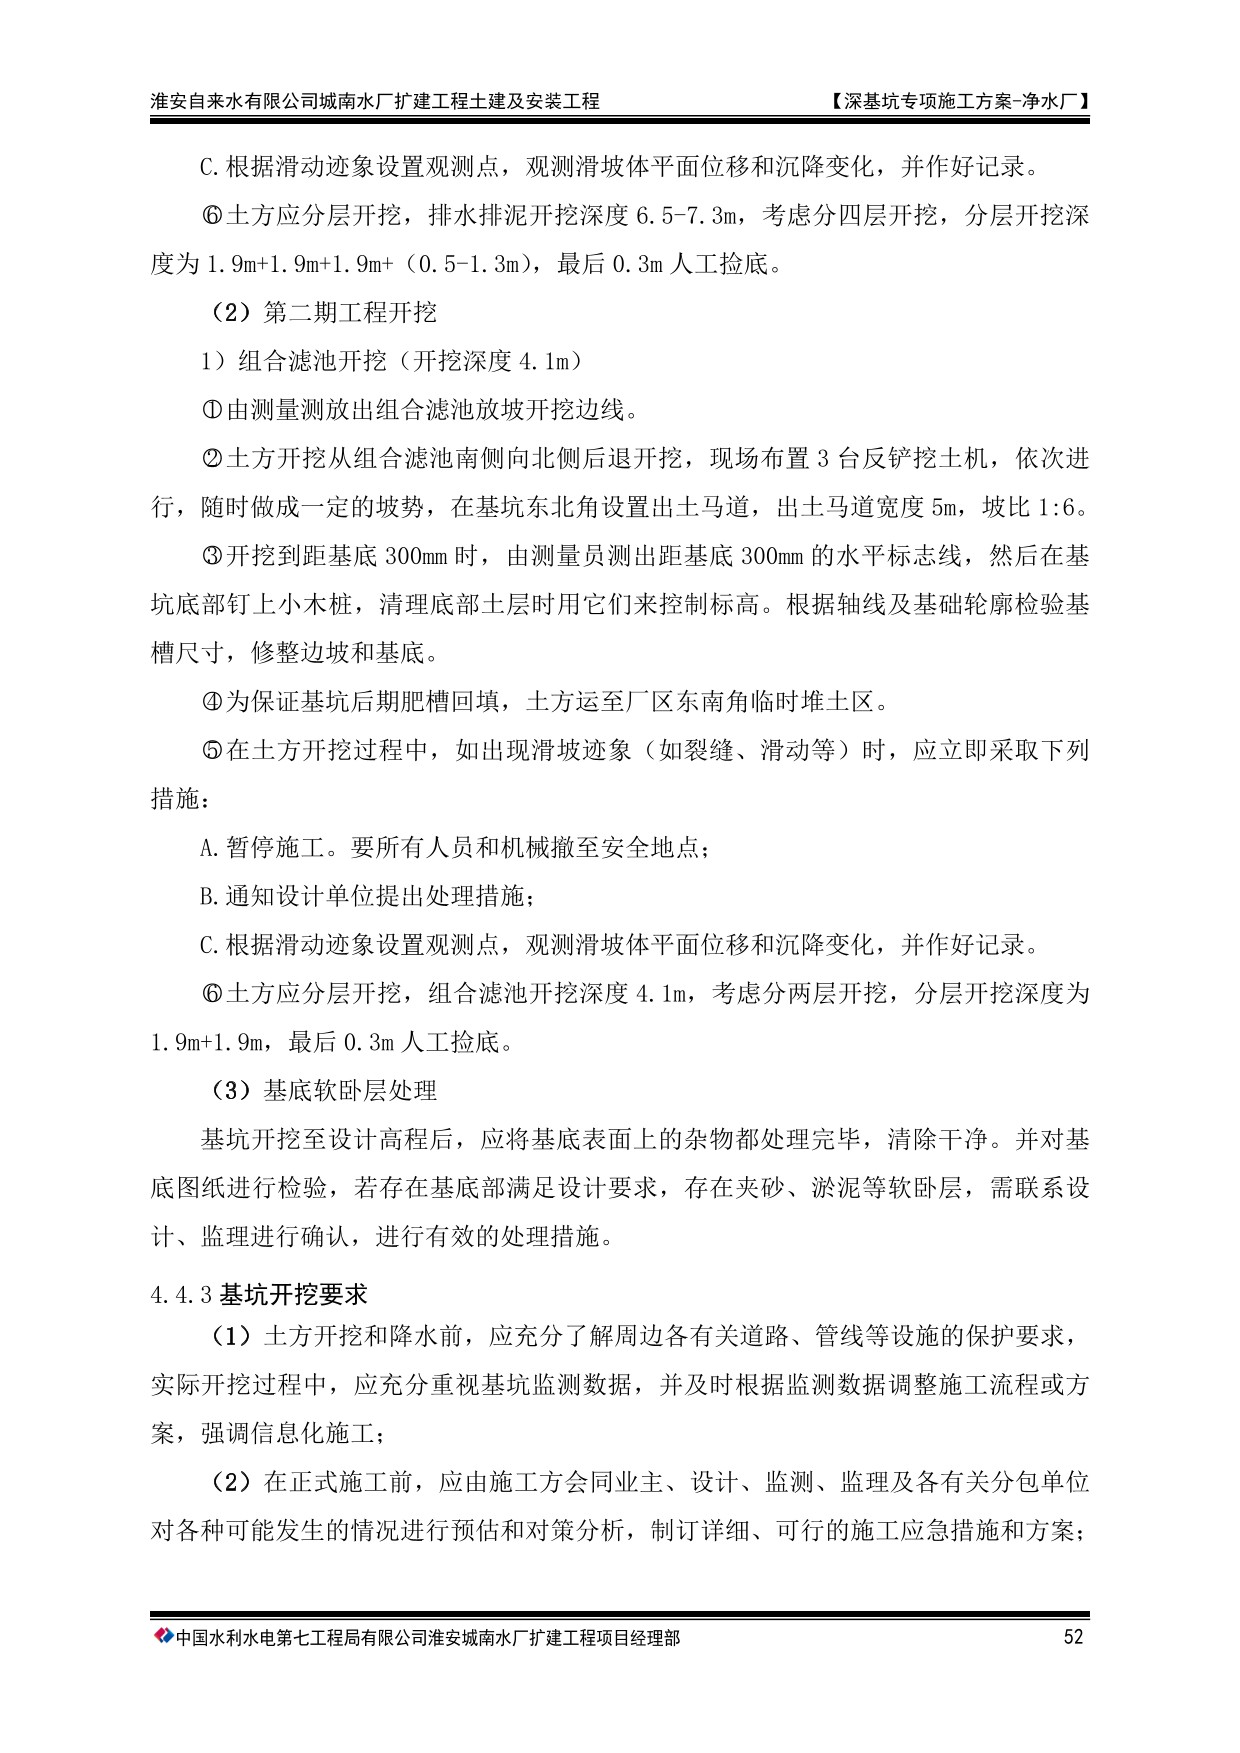 淮安自来水有限公司城南水厂扩建工程土建及安装工程 【深基坑专项施工方案-净水厂】
C.根据滑动迹象设置观测点，观测滑坡体平面位移和沉降变化，并作好记录。
⑥土方应分层开挖，排水排泥开挖深度 6.5-7.3m，考虑分四层开挖，分层开挖深
度为 1.9m+1.9m+1.9m+（0.5-1.3m），最后 0.3m 人工捡底。
（2）第二期工程开挖
1）组合滤池开挖（开挖深度 4.1m）
①由测量测放出组合滤池放坡开挖边线。
②土方开挖从组合滤池南侧向北侧后退开挖，现场布置 3 台反铲挖土机，依次进
行，随时做成一定的坡势，在基坑东北角设置出土马道，出土马道宽度 5m，坡比 1:6。
③开挖到距基底 300mm 时，由测量员测出距基底 300mm 的水平标志线，然后在基
坑底部钉上小木桩，清理底部土层时用它们来控制标高。根据轴线及基础轮廓检验基
槽尺寸，修整边坡和基底。
④为保证基坑后期肥槽回填，土方运至厂区东南角临时堆土区。
⑤在土方开挖过程中，如出现滑坡迹象（如裂缝、滑动等）时，应立即采取下列
措施：
A.暂停施工。要所有人员和机械撤至安全地点；
B.通知设计单位提出处理措施；
C.根据滑动迹象设置观测点，观测滑坡体平面位移和沉降变化，并作好记录。
⑥土方应分层开挖，组合滤池开挖深度 4.1m，考虑分两层开挖，分层开挖深度为
1.9m+1.9m，最后 0.3m 人工捡底。
（3）基底软卧层处理
基坑开挖至设计高程后，应将基底表面上的杂物都处理完毕，清除干净。并对基
底图纸进行检验，若存在基底部满足设计要求，存在夹砂、淤泥等软卧层，需联系设
计、监理进行确认，进行有效的处理措施。
4.4.3 基坑开挖要求
（1）土方开挖和降水前，应充分了解周边各有关道路、管线等设施的保护要求，
实际开挖过程中，应充分重视基坑监测数据，并及时根据监测数据调整施工流程或方
案，强调信息化施工；
（2）在正式施工前，应由施工方会同业主、设计、监测、监理及各有关分包单位
对各种可能发生的情况进行预估和对策分析，制订详细、可行的施工应急措施和方案；
中国水利水电第七工程局有限公司淮安城南水厂扩建工程项目经理部 52